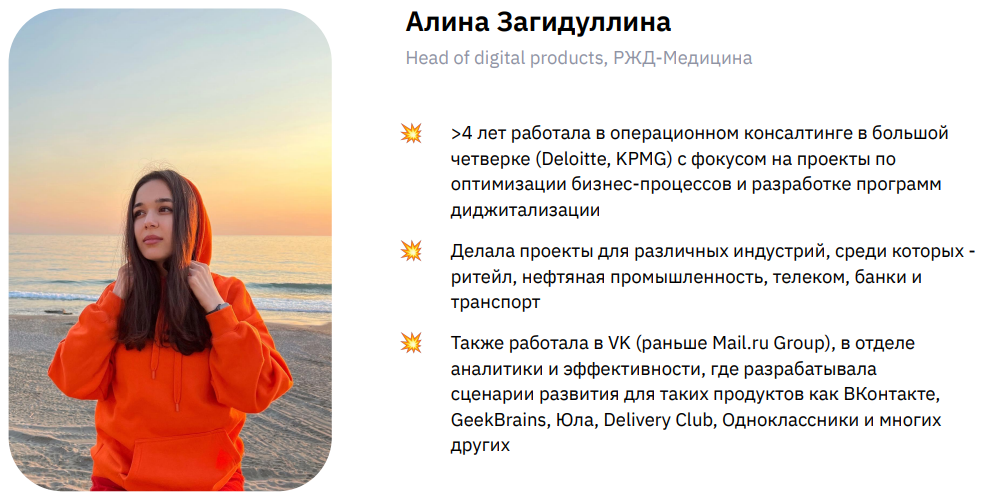 Алина Загидуллина
Head of digital products, РЖД-Медицина
>4 лет работала в операционном консалтинге в большой
четверке (Deloitte, KPMG) с фокусом на проекты по
оптимизации бизнес-процессов и разработке программ
диджитализации
Делала проекты для различных индустрий, среди которых -
ритейл, нефтяная промышленность, телеком, банки и
транспорт
Также работала в VK (раньше Mail.ru Group), в отделе
аналитики и эффективности, где разрабатывала
сценарии развития для таких продуктов как ВКонтакте,
GeekBrains, Юла, Delivery Club, Одноклассники и многих
других